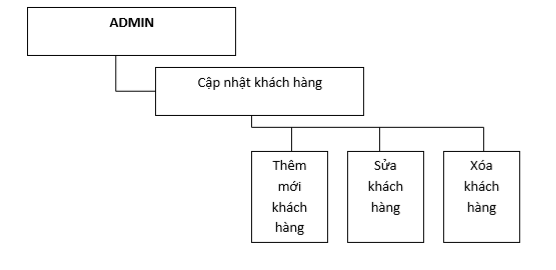 ADMIN
Cập nhật khách hàng
Thêm
mới
khách
hàng
Sửa
khách
hàng
Xóa
khách
hàng